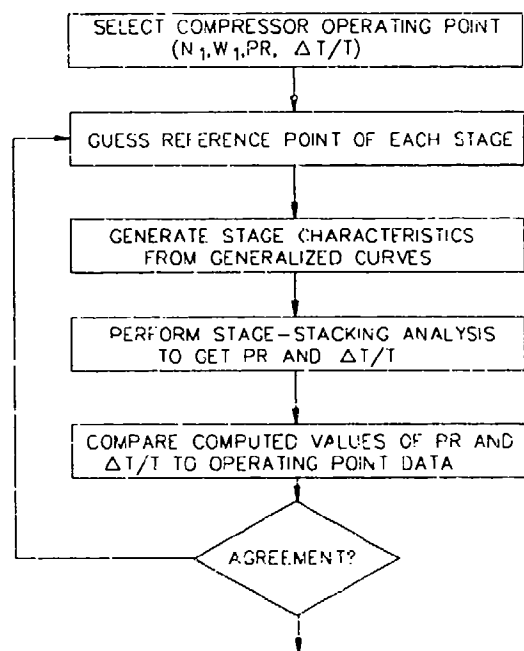 SELECT COMPRESSOR OPERATING POINT
(N1,W1,PR, ΔT/T)
GUESS REFERENCE POINT OF EACH STAGE
GENERATE STAGE CHARACTERISTICS
FROM GENERALIZED CURVES
PERFORM STAGE-STACKING ANALYSIS
TO GET PR AND ΔT/T
COMPARE COMPUTED VALUES OF PR AND
ΔT/T TO OPERATING POINT DATA
AGREEMENT?